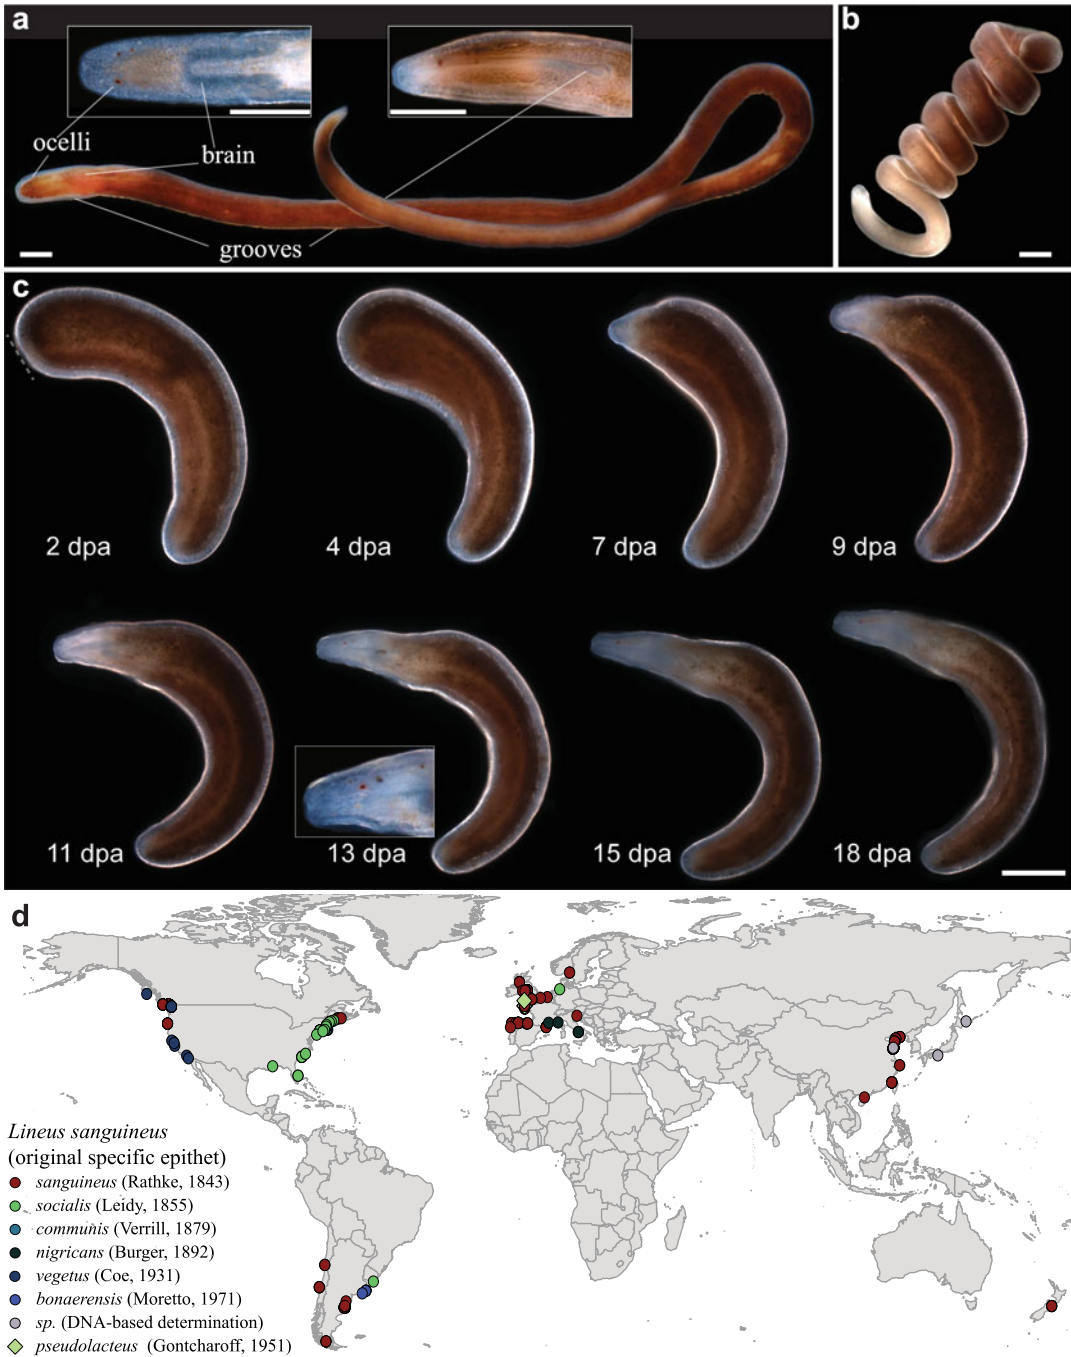 a
b
ocelli
brain
grooves
c
2 dpa
4 dpa
7 dpa
9 dpa
11 dpa
13 dpa
15 dpa
18 dpa
d
Lineus sanguineus
(original specific epithet)
sanguineus (Rathke, 1843)
socialis (Leidy, 1855)
communis (Verrill, 1879)
nigricans (Burger, 1892)
vegetus (Coe, 1931)
bonaerensis (Moretto, 1971)
sp. (DNA-based determination)
pseudolacteus (Gontcharoff, 1951)